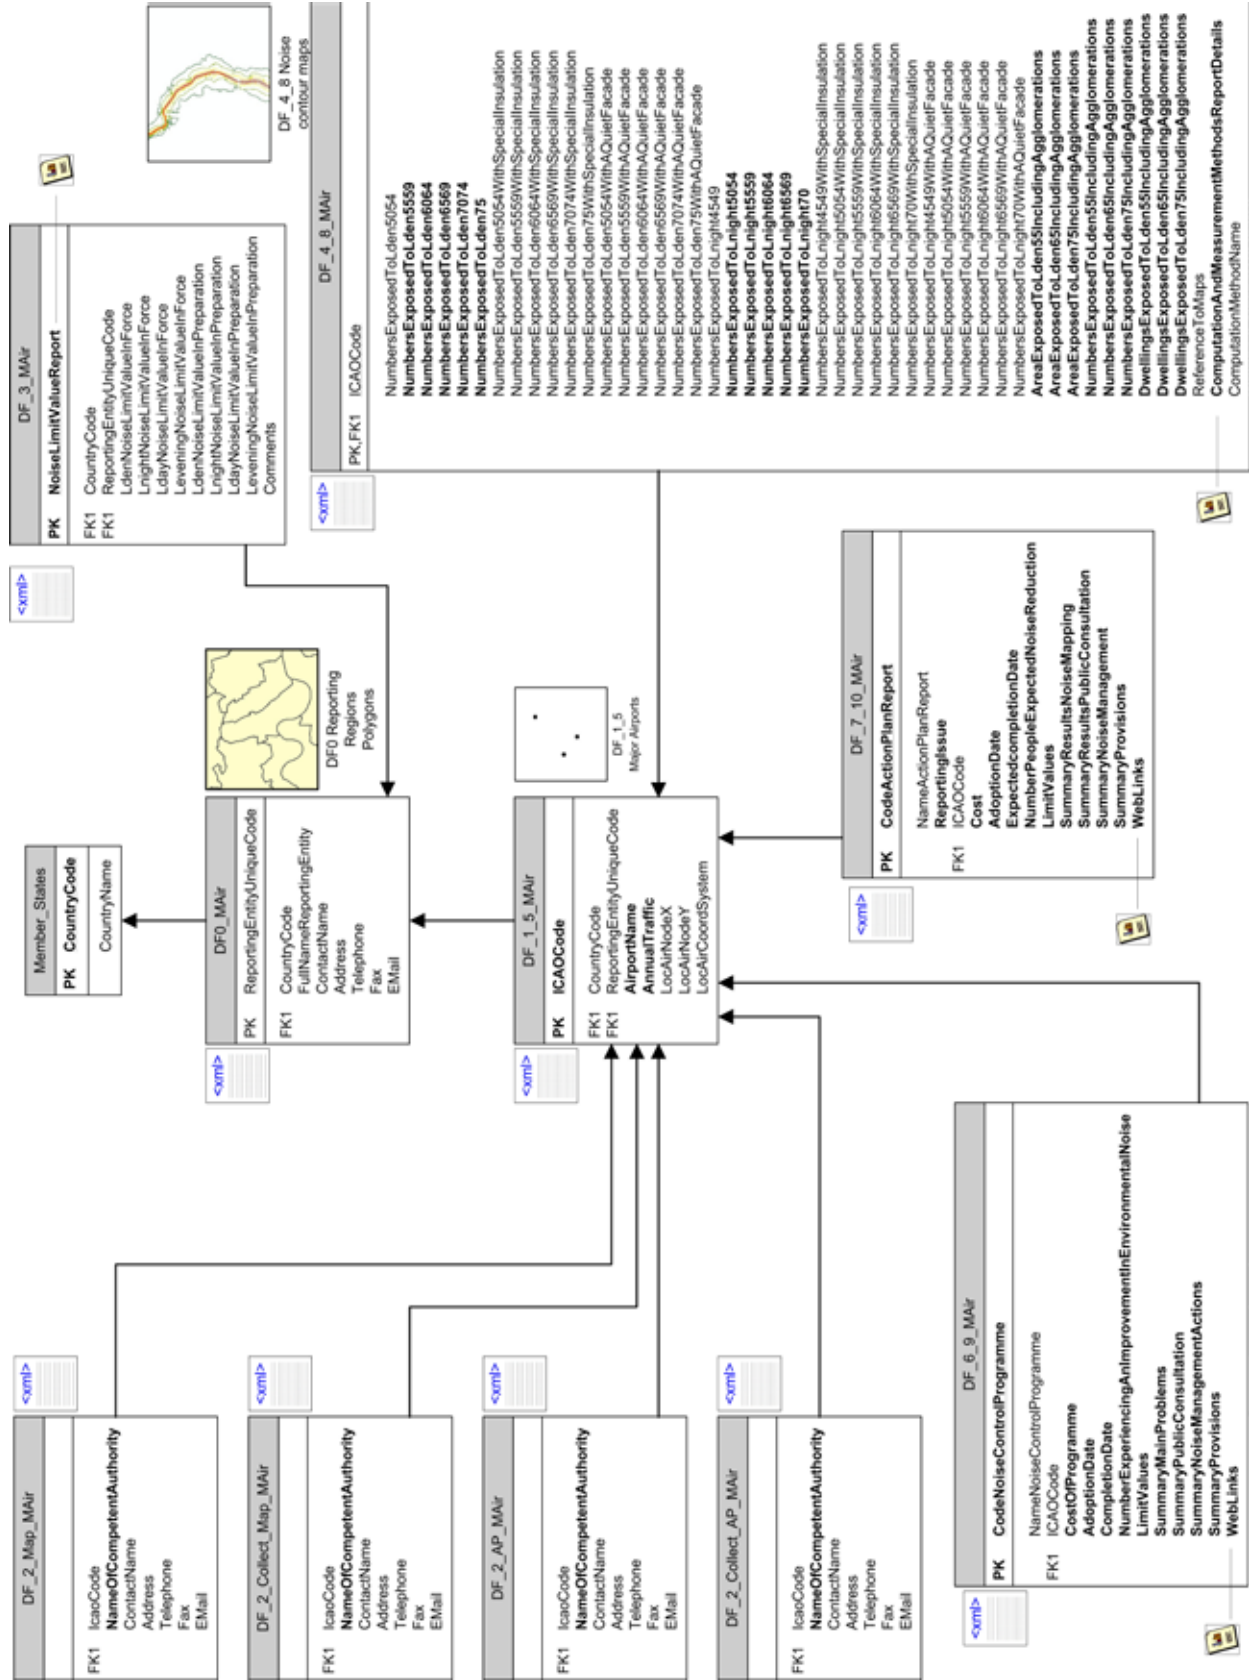 DF_2_Map_MAir
FK1 IcaoCode
NameOfCompetentAuthority
ContactName
Address
Telephone
Fax
EMail
<xml>
DF_2_Collect_Map_MAir
FK1 IcaoCode
NameOfCompetentAuthority
ContactName
Address
Telephone
Fax
EMail
<xml>
DF_2_AP_MAir
FK1 IcaoCode
NameOfCompetentAuthority
ContactName
Address
Telephone
Fax
EMail
<xml>
DF_2_Collect_AP_MAir
FK1 IcaoCode
NameOfCompetentAuthority
ContactName
Address
Telephone
Fax
EMail
<xml>
Member_States
PK CountryCode
CountryName
DF0_MAir
PK ReportingEntityUniqueCode
FK1 CountryCode
FullNameReportingEntity
ContactName
Address
Telephone
Fax
EMail
<xml>
DF0 Reporting
Regions
Polygons
DF_1_5_MAir
PK ICAOCode
FK1 CountryCode
FK1 ReportingEntityUniqueCode
AirportName
AnnualTraffic
LocAirNodeX
LocAirNodeY
LocAirCoordSystem
<xml>
DF_1_5
Major Airports
DF_6_9_MAir
PK CodeNoiseControlProgramme
NameNoiseControlProgramme
FK1 ICAOCode
CostOfProgramme
AdoptionDate
CompletionDate
NumberExperiencingAnImprovementInEnvironmentalNoise
LimitValues
SummaryMainProblems
SummaryPublicConsultation
SummaryNoiseManagementActions
SummaryProvisions
WebLinks
<xml>
DF_7_10_MAir
PK CodeActionPlanReport
NameActionPlanReport
ReportingIssue
FK1 ICAOCode
Cost
AdoptionDate
ExpectedcompletionDate
NumberPeopleExpectedNoiseReduction
LimitValues
SummaryResultsNoiseMapping
SummaryResultsPublicConsultation
SummaryNoiseManagement
SummaryProvisions
WebLinks
<xml>
DF_3_MAir
PK NoiseLimitValueReport
FK1 CountryCode
FK1 ReportingEntityUniqueCode
LdenNoiseLimitValueInForce
LnightNoiseLimitValueInForce
LdayNoiseLimitValueInForce
LeveningNoiseLimitValueInForce
LdenNoiseLimitValueInPreparation
LnightNoiseLimitValueInPreparation
LdayNoiseLimitValueInPreparation
LeveningNoiseLimitValueInPreparation
Comments
<xml>
DF_4_8 Noise
contour maps
DF_4_8_MAir
PK,FK1 ICAOCode
NumbersExposedToLden5054
NumbersExposedToLden5559
NumbersExposedToLden6064
NumbersExposedToLden6569
NumbersExposedToLden7074
NumbersExposedToLden75
NumbersExposedToLden5054WithSpecialInsulation
NumbersExposedToLden5559WithSpecialInsulation
NumbersExposedToLden6064WithSpecialInsulation
NumbersExposedToLden6569WithSpecialInsulation
NumbersExposedToLden7074WithSpecialInsulation
NumbersExposedToLden75WithSpecialInsulation
NumbersExposedToLden5054WithAQuietFacade
NumbersExposedToLden5559WithAQuietFacade
NumbersExposedToLden6064WithAQuietFacade
NumbersExposedToLden6569WithAQuietFacade
NumbersExposedToLden7074WithAQuietFacade
NumbersExposedToLden75WithAQuietFacade
NumbersExposedToLnight4549
NumbersExposedToLnight5054
NumbersExposedToLnight5559
NumbersExposedToLnight6064
NumbersExposedToLnight6569
NumbersExposedToLnight70
NumbersExposedToLnight4549WithSpecialInsulation
NumbersExposedToLnight5054WithSpecialInsulation
NumbersExposedToLnight5559WithSpecialInsulation
NumbersExposedToLnight6064WithSpecialInsulation
NumbersExposedToLnight6569WithSpecialInsulation
NumbersExposedToLnight70WithSpecialInsulation
NumbersExposedToLnight4549WithAQuietFacade
NumbersExposedToLnight5054WithAQuietFacade
NumbersExposedToLnight5559WithAQuietFacade
NumbersExposedToLnight6064WithAQuietFacade
NumbersExposedToLnight6569WithAQuietFacade
NumbersExposedToLnight70WithAQuietFacade
AreaExposedToLden55IncludingAgglomerations
AreaExposedToLden65IncludingAgglomerations
AreaExposedToLden75IncludingAgglomerations
NumbersExposedToLden55IncludingAgglomerations
NumbersExposedToLden65IncludingAgglomerations
NumbersExposedToLden75IncludingAgglomerations
DwellingsExposedToLden55IncludingAgglomerations
DwellingsExposedToLden65IncludingAgglomerations
DwellingsExposedToLden75IncludingAgglomerations
ReferenceToMaps
ComputationAndMeasurementMethodsReportDetails
ComputationMethodName
<xml>